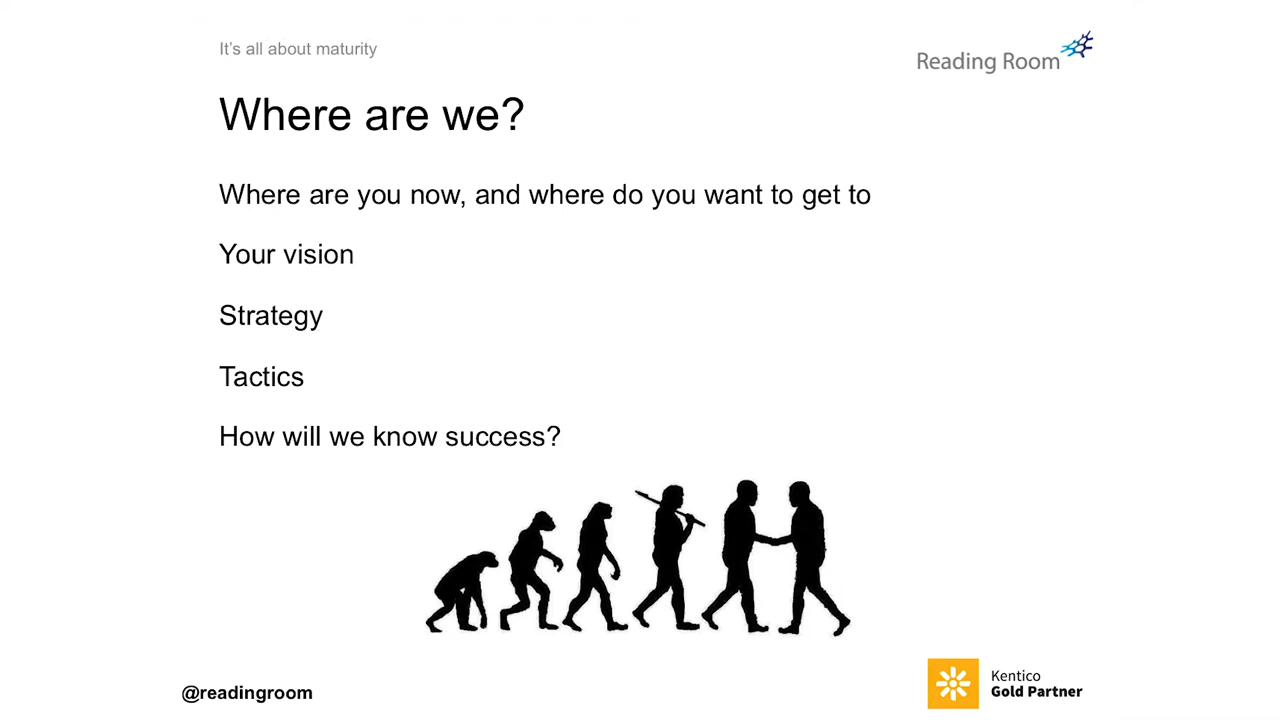 It's all about maturity
Reading Room
Where are we?
Where are you now, and where do you want to get to
Your vision
Strategy
Tactics
How will we know success?
@readingroom
Kentico
Gold Partner